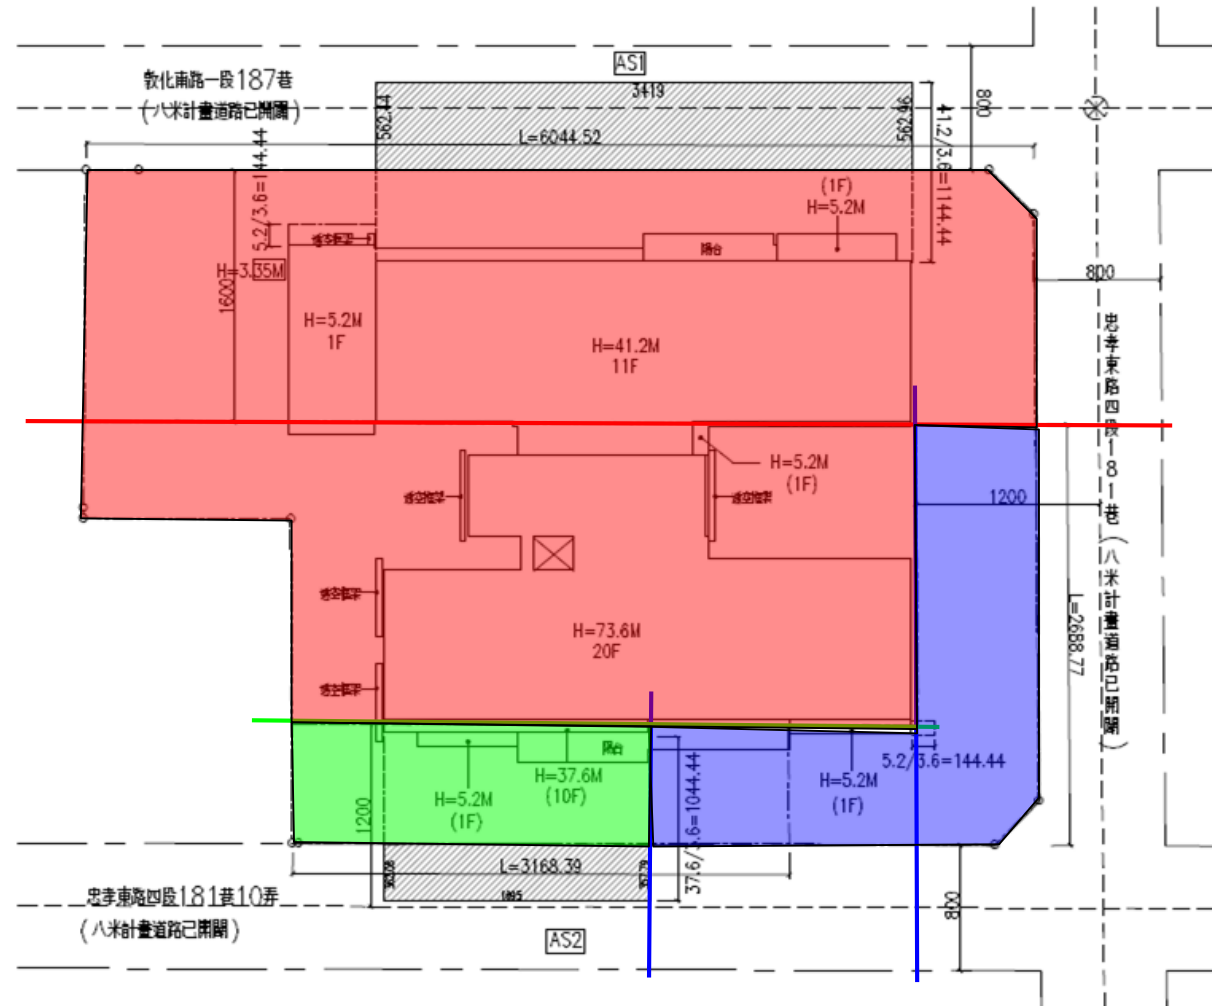 AS1
敦化南路一段187巷
(八米計畫道路已開闢)
3419
562.44
562.96
L=6044.52
800
41.2/3.6=1144.44
5.2/3.6=144.44
(1F)
H=5.2M
陽台
H=3.35M
1600
800
H=5.2M
1F
H=41.2M
11F
忠孝東路四段181巷(八米計畫道路已開闢)
H=5.2M
(1F)
1200
L=2688.77
H=73.6M
20F
陽台
5.2/3.6=144.44
H=37.6M
(10F)
H=5.2M
(1F)
H=5.2M
(1F)
1200
37.6/3.6=1044.44
L=3168.39
1695
忠孝東路四段181巷10弄
(八米計畫道路已開闢)
800
AS2